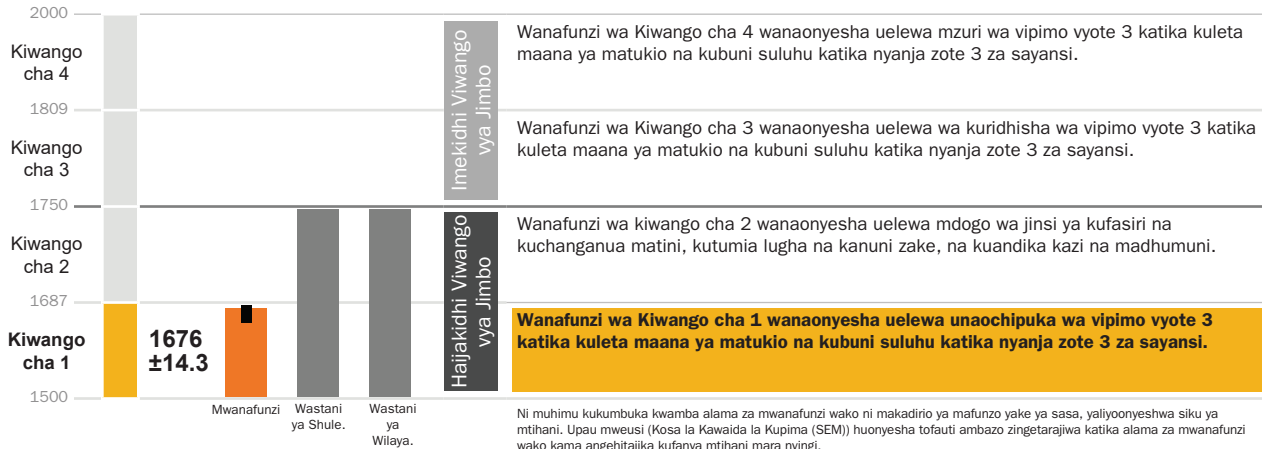 2000
Kiwango
cha 4
1809
Kiwango
cha 3
1750
Kiwango
cha 2
1687
Kiwango
cha 1
1500
1676
±14.3
Mwanafunzi
Wastani
ya Shule.
Wastani
ya
Wilaya.
Imekidhi Viwango
vya Jimbo
Haijakidhi Viwango
vya Jimbo
Wanafunzi wa Kiwango cha 4 wanaonyesha uelewa mzuri wa vipimo vyote 3 katika kuleta
maana ya matukio na kubuni suluhu katika nyanja zote 3 za sayansi.
Wanafunzi wa Kiwango cha 3 wanaonyesha uelewa wa kuridhisha wa vipimo vyote 3 katika
kuleta maana ya matukio na kubuni suluhu katika nyanja zote 3 za sayansi.
Wanafunzi wa kiwango cha 2 wanaonyesha uelewa mdogo wa jinsi ya kufasiri na
kuchanganua matini, kutumia lugha na kanuni zake, na kuandika kazi na madhumuni.
Wanafunzi wa Kiwango cha 1 wanaonyesha uelewa unaochipuka wa vipimo vyote 3
katika kuleta maana ya matukio na kubuni suluhu katika nyanja zote 3 za sayansi.
Ni muhimu kukumbuka kwamba alama za mwanafunzi wako ni makadirio ya mafunzo yake ya sasa, yaliyoonyeshwa siku ya
mtihani. Upau mweusi (Kosa la Kawaida la Kupima (SEM)) huonyesha tofauti ambazo zingetarajiwa katika alama za mwanafunzi
wako kama angehitajika kufanya mtihani mara nyingi.